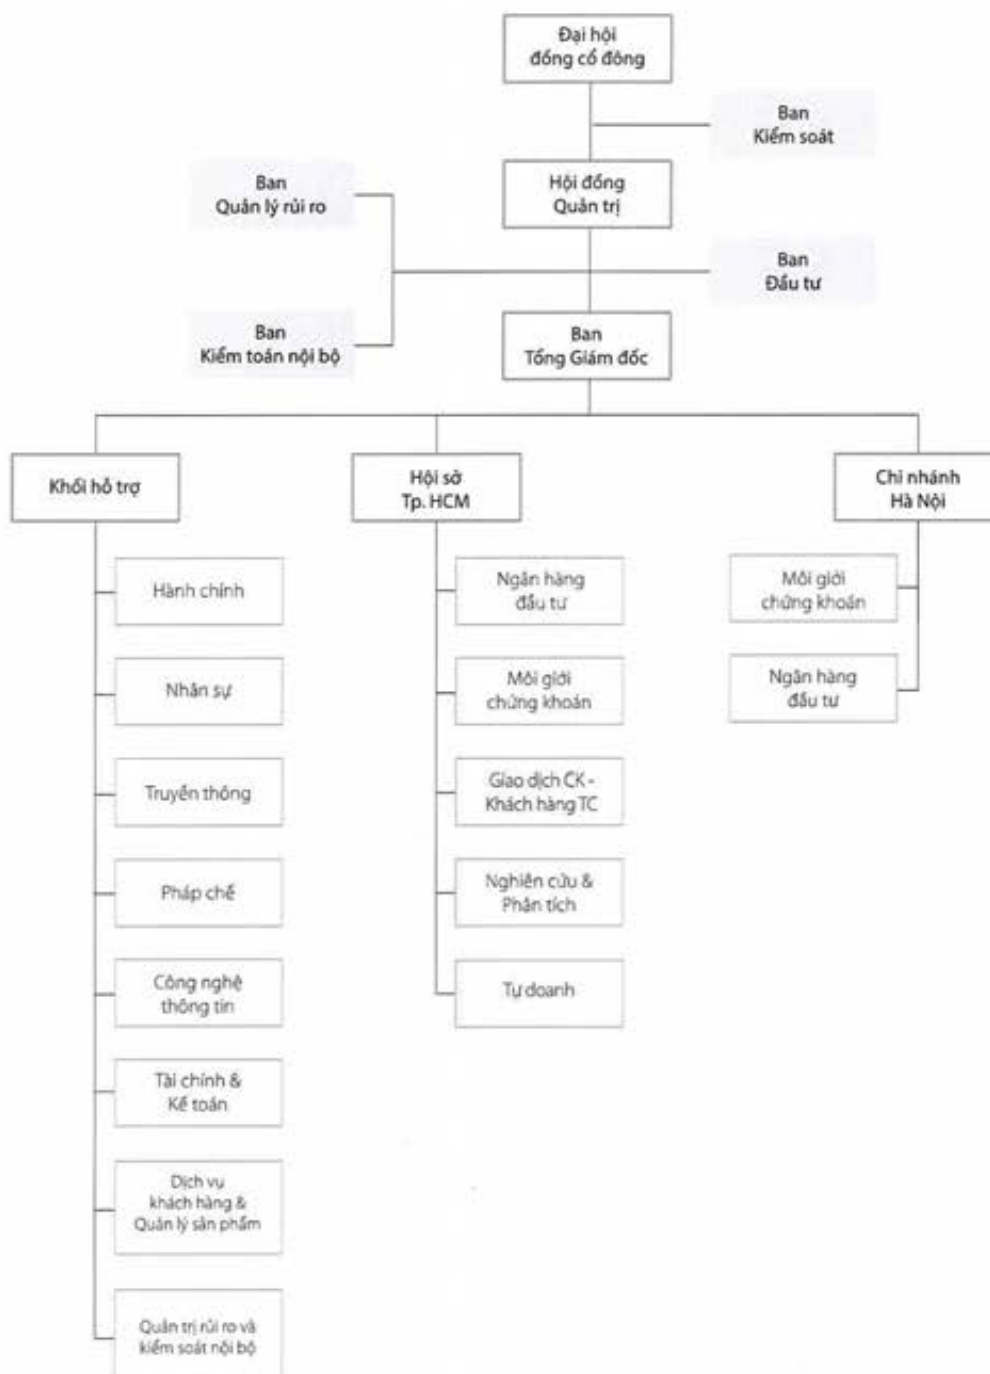 Đại hội
đồng cổ đông
Ban
Kiểm soát
Ban
Quản lý rủi ro
Hội đồng
Quản trị
Ban
Đầu tư
Ban
Kiểm toán nội bộ
Ban
Tổng Giám đốc
Khối hỗ trợ
Hội sở
Tp. HCM
Chi nhánh
Hà Nội
Hành chính
Nhân sự
Truyền thông
Pháp chế
Công nghệ
thông tin
Tài chính &
Kế toán
Dịch vụ
khách hàng &
Quản lý sản phẩm
Quản trị rủi ro và
kiểm soát nội bộ
Ngân hàng
đầu tư
Môi giới
chứng khoán
Giao dịch CK -
Khách hàng TC
Nghiên cứu &
Phân tích
Tự doanh
Môi giới
chứng khoán
Ngân hàng
đầu tư